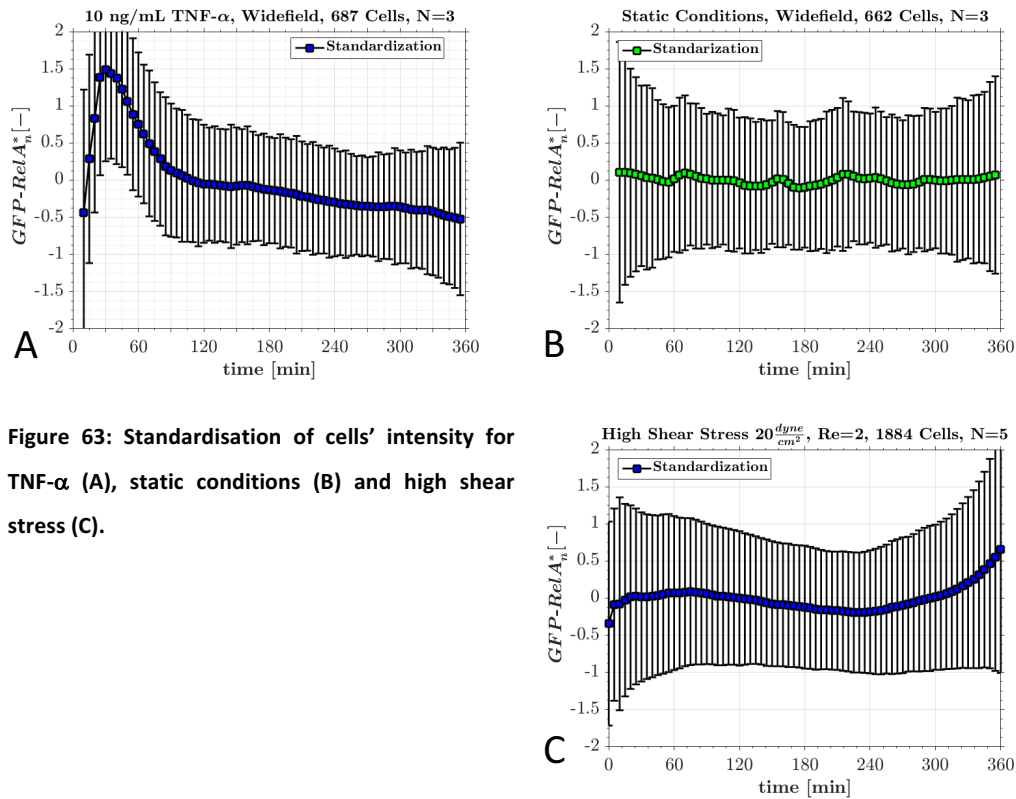 10 ng/mL TNF-α, Widefield, 687 Cells, N=3
Standardization
GFP-RelA*n[−]
2
1.5
1
0.5
0
-0.5
-1
-1.5
-2
0 60 120 180 240 300 360
time [min]
A
Static Conditions, Widefield, 662 Cells, N=3
Standarization
GFP-RelA*n[−]
2
1.5
1
0.5
0
-0.5
-1
-1.5
-2
0 60 120 180 240 300 360
time [min]
B
Figure 63: Standardisation of cells' intensity for
TNF-α (A), static conditions (B) and high shear
stress (C).
High Shear Stress 20 dyne/cm², Re=2, 1884 Cells, N=5
Standardization
GFP-RelA*n[−]
2
1.5
1
0.5
0
-0.5
-1
-1.5
-2
0 60 120 180 240 300 360
time [min]
C